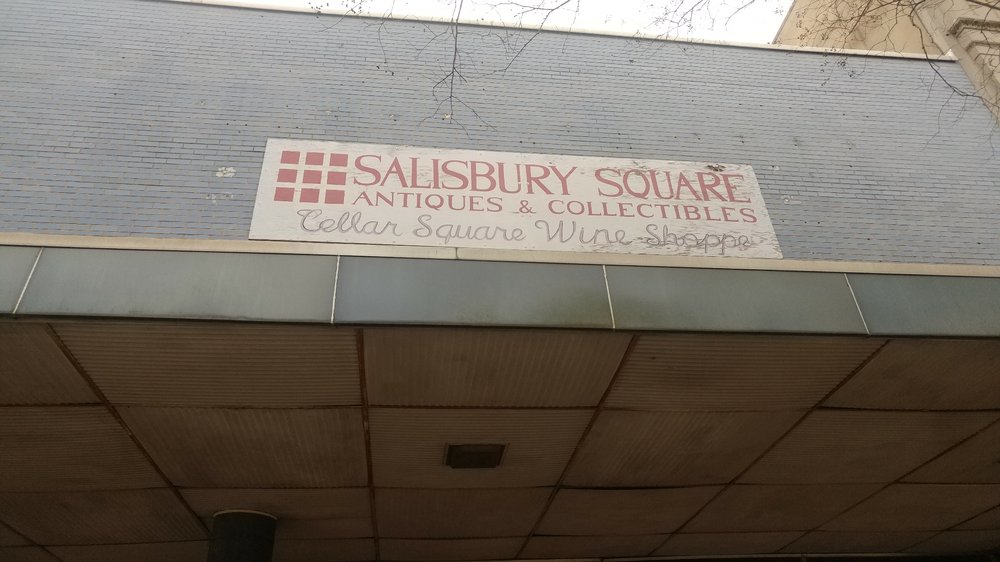 SALISBURY SQUARE
ANTIQUES & COLLECTIBLES
Cellar Square Wine Shoppe